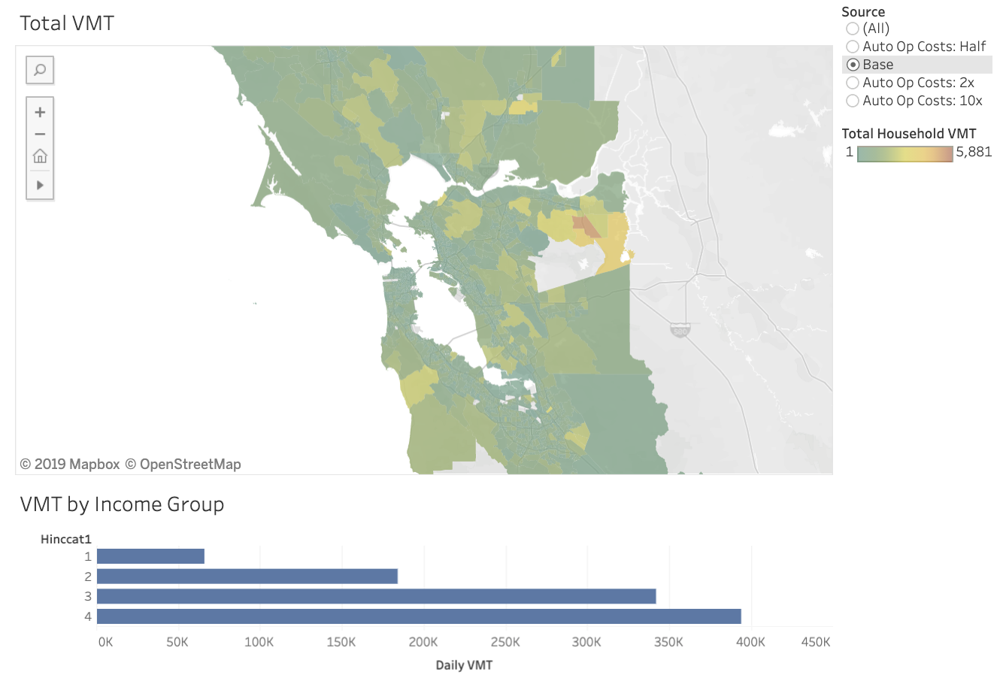 Total VMT
Source
(All)
Auto Op Costs: Half
Base
Auto Op Costs: 2x
Auto Op Costs: 10x
Total Household VMT
1 5,881
+
−
© 2019 Mapbox © OpenStreetMap
VMT by Income Group
Hinccat1
1
2
3
4
0K 50K 100K 150K 200K 250K 300K 350K 400K 450K
Daily VMT